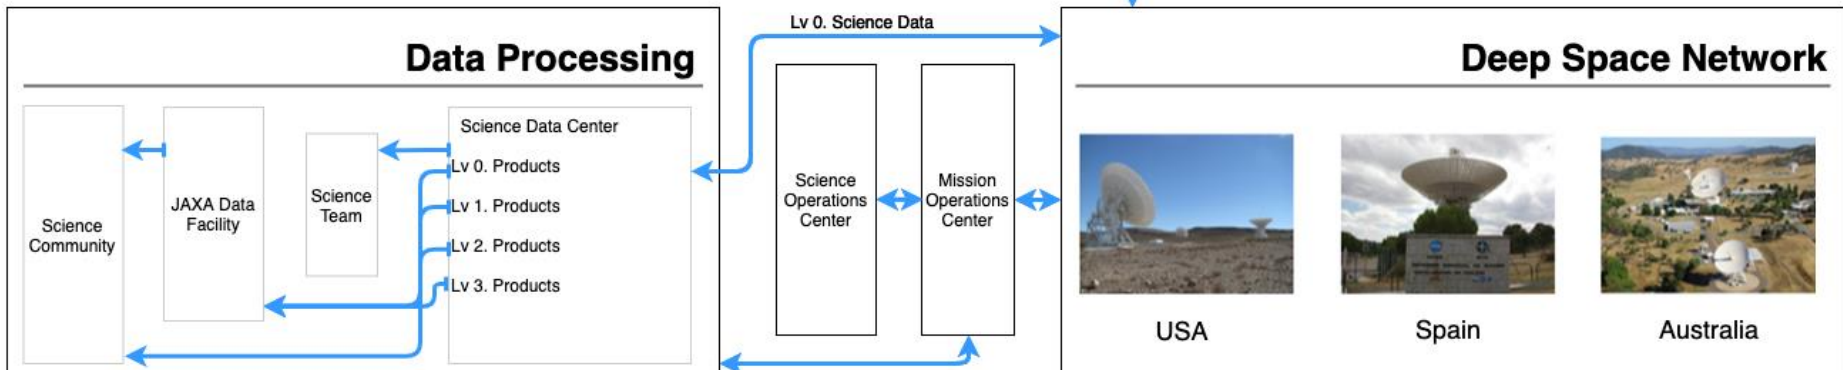 Lv 0. Science Data
Data Processing
Deep Space Network
Science Data Center
Lv 0. Products
Lv 1. Products
Lv 2. Products
Lv 3. Products
Science
Team
JAXA Data
Facility
Science
Community
Science
Operations
Center
Mission
Operations
Center
USA
Spain
Australia